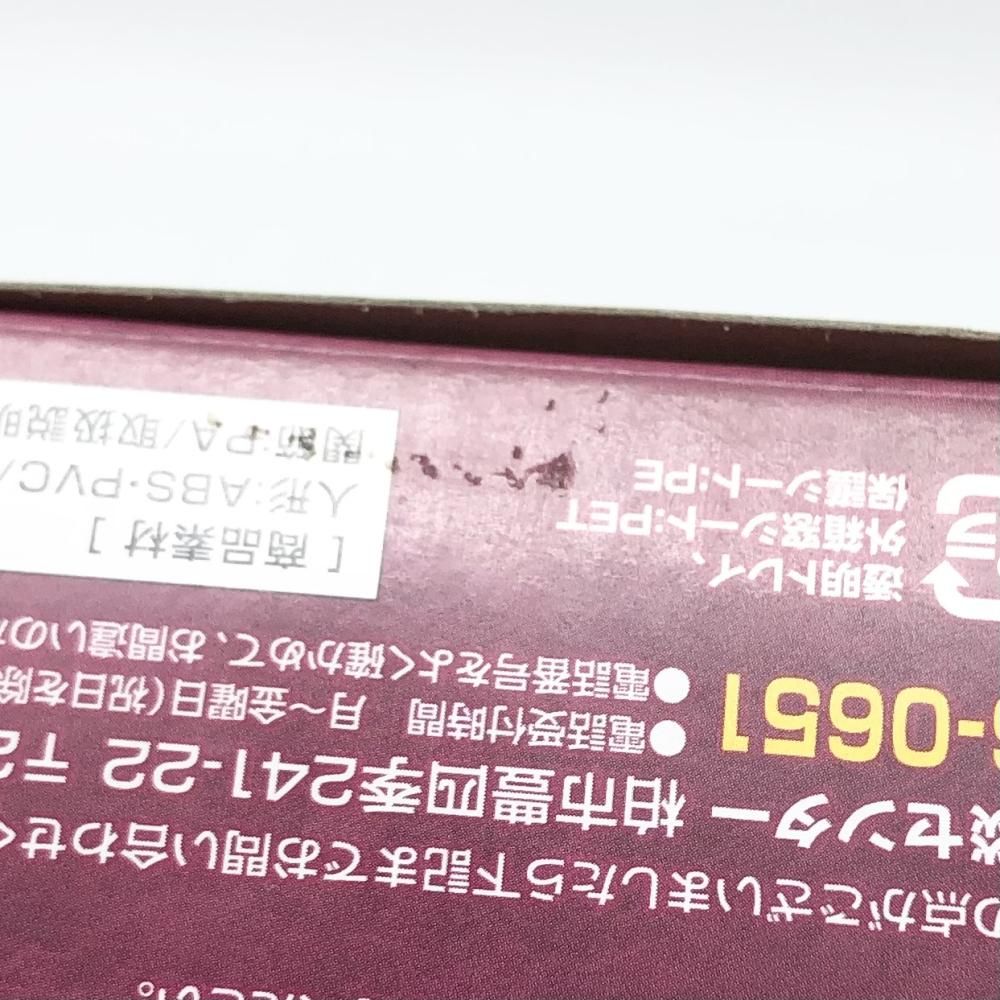 ください。
の点がございましたら下記までお問い合わせく
談センター 柏市豊四季241-22 〒2
-0651
●電話受付時間 月～金曜日(祝日を除
●電話番号をよく確かめて、お間違いのな
透明トレイ、
外箱窓シート:PET
保護シート:PE
[商品素材]
人形:ABS・PVC/
関節:PA/取扱説明